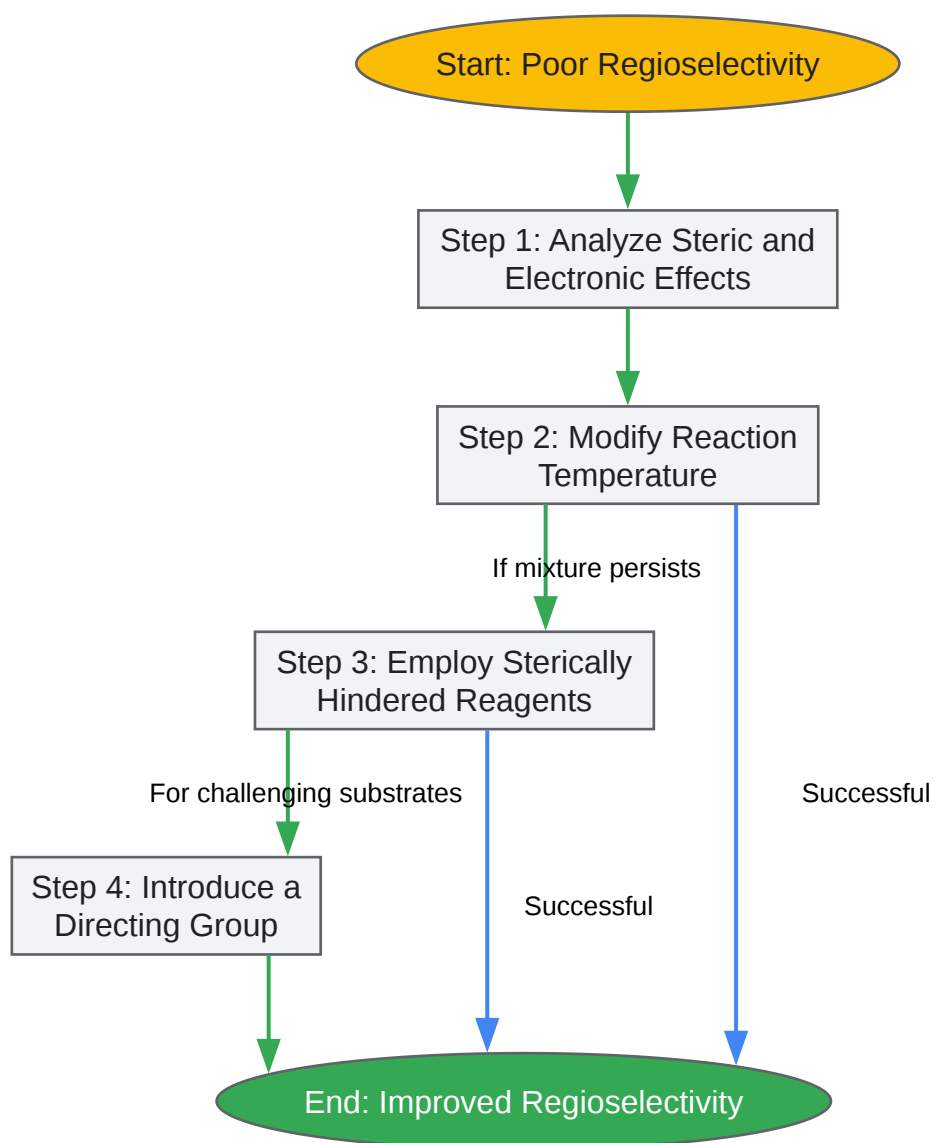 Start: Poor Regioselectivity
Step 1: Analyze Steric and
Electronic Effects
Step 2: Modify Reaction
Temperature
If mixture persists
Step 3: Employ Sterically
Hindered Reagents
For challenging substrates
Successful
Step 4: Introduce a
Directing Group
Successful
End: Improved Regioselectivity